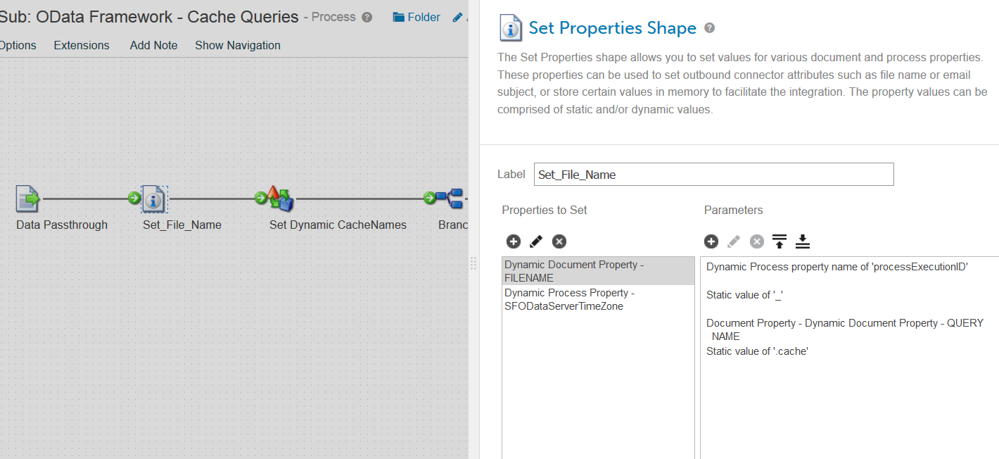 Sub: OData Framework - Cache Queries - Process
Folder
Options Extensions Add Note Show Navigation
Data Passthrough
Set_File_Name
Set Dynamic CacheNames
Branc
Set Properties Shape
The Set Properties shape allows you to set values for various document and process properties.
These properties can be used to set outbound connector attributes such as file name or email
subject, or store certain values in memory to facilitate the integration. The property values can be
comprised of static and/or dynamic values.
Label Set_File_Name
Properties to Set
Dynamic Document Property -
FILENAME
Dynamic Process Property -
SFODataServerTimeZone
Parameters
Dynamic Process property name of 'processExecutionID'
Static value of '_'
Document Property - Dynamic Document Property - QUERY
NAME
Static value of '.cache'